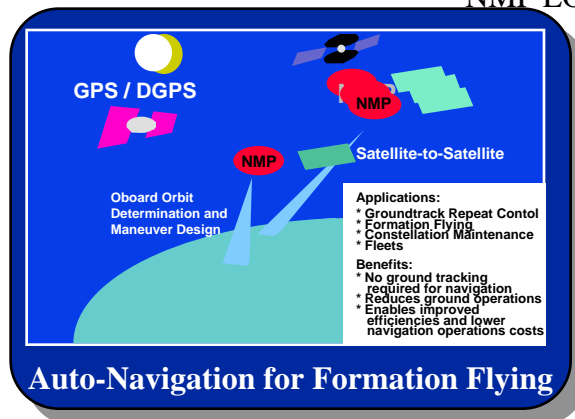 NMP EO
GPS / DGPS
NMP
NMP
Satellite-to-Satellite
Oboard Orbit
Determination and
Maneuver Design
Applications:
* Groundtrack Repeat Contol
* Formation Flying
* Constellation Maintenance
* Fleets
Benefits:
* No ground tracking
required for navigation
* Reduces ground operations
* Enables improved
efficiencies and lower
navigation operations costs
Auto-Navigation for Formation Flying